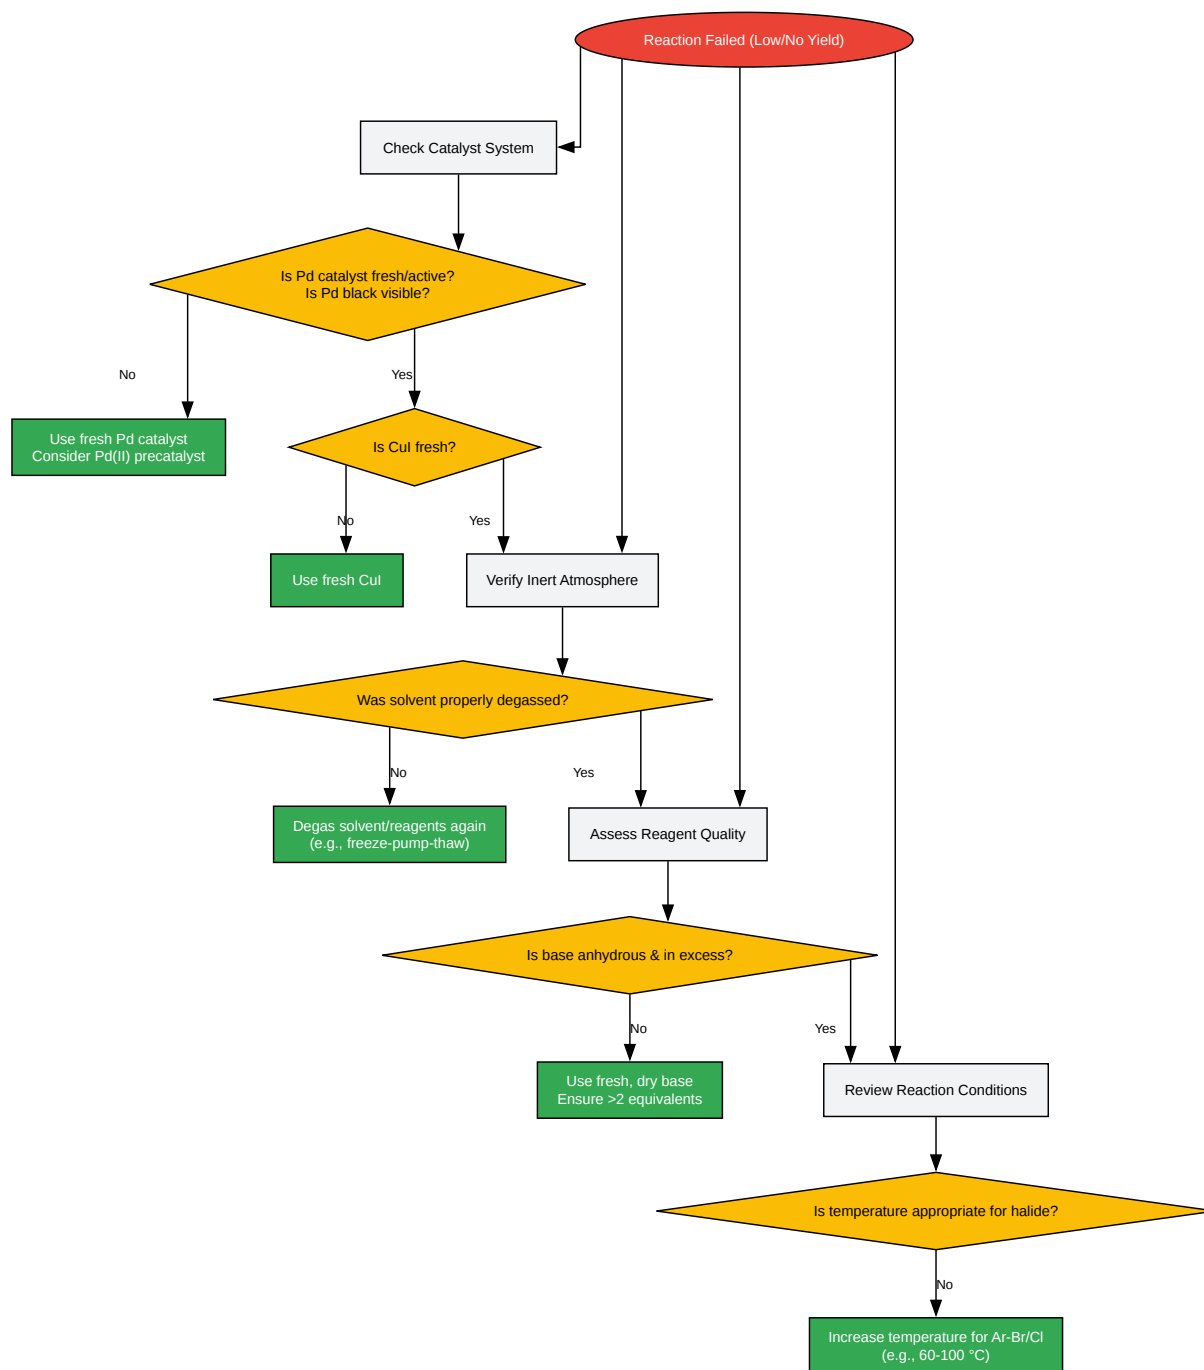 Reaction Failed (Low/No Yield)
Check Catalyst System
Is Pd catalyst fresh/active?
Is Pd black visible?
No
Yes
Use fresh Pd catalyst
Consider Pd(II) precatalyst
Is CuI fresh?
No
Yes
Use fresh CuI
Verify Inert Atmosphere
Was solvent properly degassed?
No
Yes
Degas solvent/reagents again
(e.g., freeze-pump-thaw)
Assess Reagent Quality
Is base anhydrous & in excess?
No
Yes
Use fresh, dry base
Ensure >2 equivalents
Review Reaction Conditions
Is temperature appropriate for halide?
No
Increase temperature for Ar-Br/Cl
(e.g., 60-100 °C)